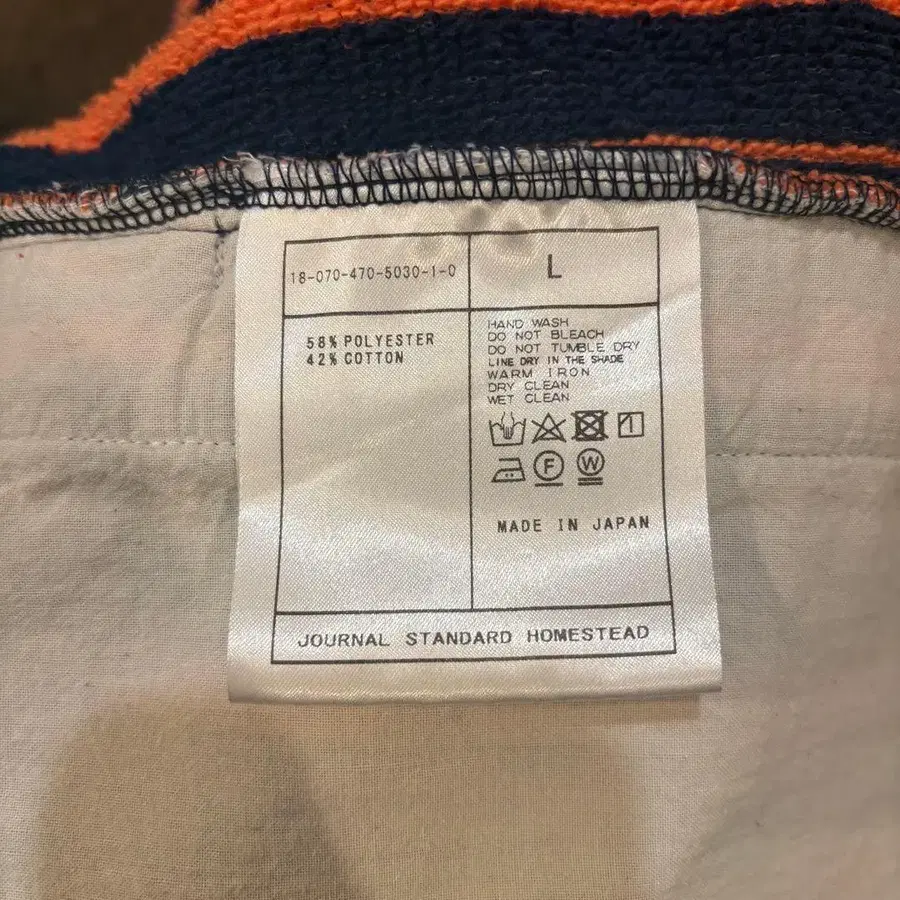 18-070-470-5030-1-0
L
58% POLYESTER
42% COTTON
HAND WASH
DO NOT BLEACH
DO NOT TUMBLE DRY
LINE DRY IN THE SHADE
WARM IRON
DRY CLEAN
WET CLEAN
F W
MADE IN JAPAN
JOURNAL STANDARD HOMESTEAD